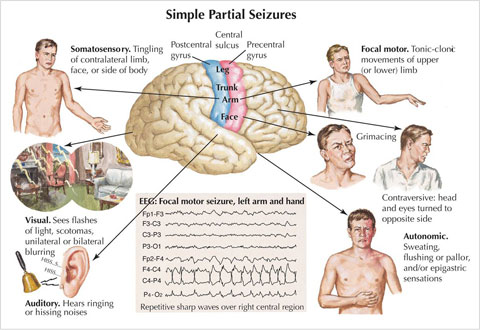 Simple Partial Seizures
Somatosensory. Tingling
of contralateral limb,
face, or side of body
Postcentral
gyrus
Central
sulcus
Precentral
gyrus
Focal motor. Tonic-clonic
movements of upper
(or lower) limb
Leg
Trunk
Arm
Face
Grimacing
Contraversive: head
and eyes turned to
opposite side
Visual. Sees flashes
of light, scotomas,
unilateral or bilateral
blurring
HISS. S
HISS.
Auditory. Hears ringing
or hissing noises
EEG: Focal motor seizure, left arm and hand
Fp1-F3
F3-C3
C3-P3
P3-O1
Fp2-F4
F4-C4
C4-P4
P4-O2
Repetitive sharp waves over right central region
Autonomic.
Sweating,
flushing or pallor,
and/or epigastric
sensations